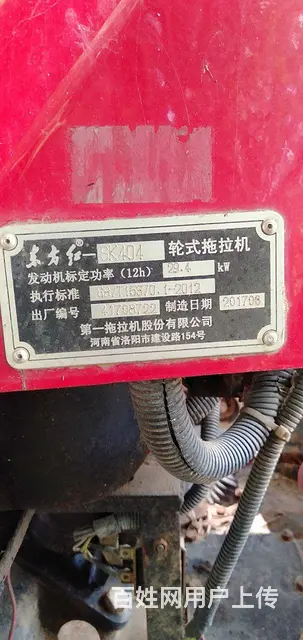 东方红—SK404 轮式拖拉机
发动机标定功率（12h） 29.4 kW
执行标准 GB/T15370.1-2012
出厂编号 41708722 制造日期 201708
第一拖拉机股份有限公司
河南省洛阳市建设路154号
百姓网用户上传